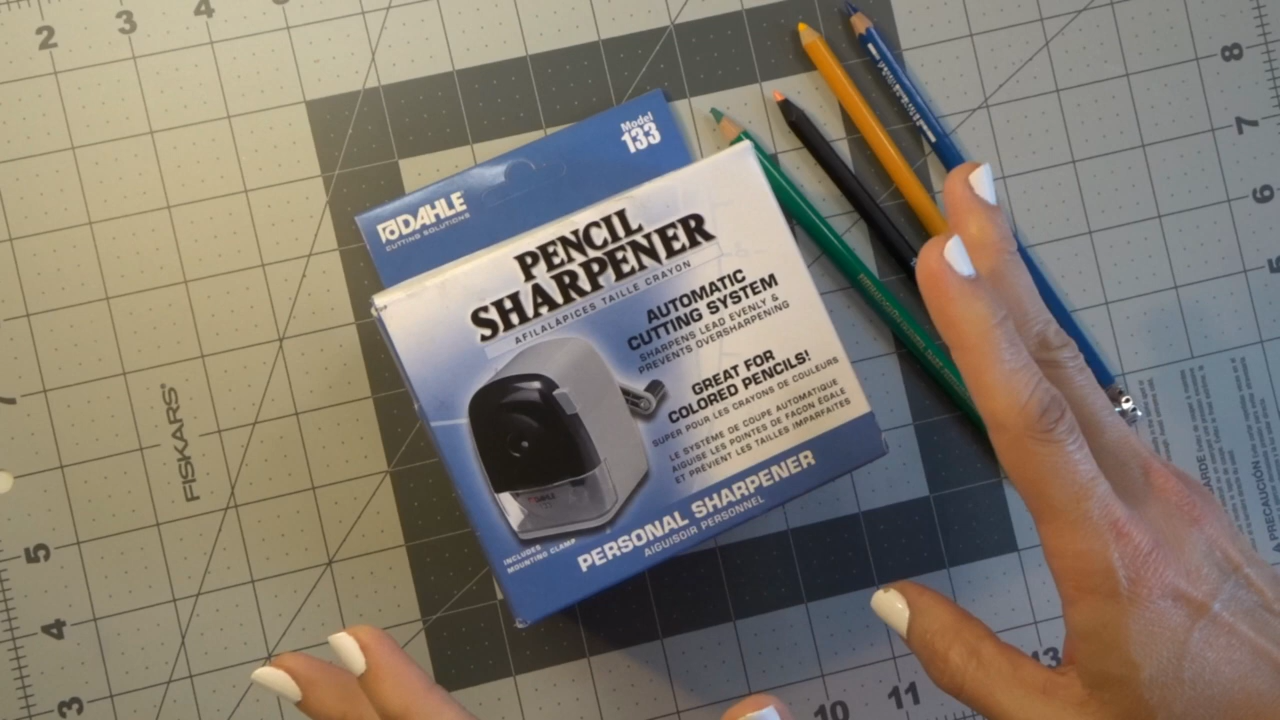 2 3 4
Model
133
DAHLE
CUTTING SOLUTIONS
PENCIL
SHARPENER
AFILALÁPICES TAILLE CRAYON
AUTOMATIC
CUTTING SYSTEM
SHARPENS LEAD EVENLY &
PREVENTS OVERSHARPENING
GREAT FOR
COLORED PENCILS!
SUPER POUR LES CRAYONS DE COULEURS
LE SYSTÈME DE COUPE AUTOMATIQUE
AIGUISE LES POINTES DE FAÇON ÉGALE
ET PRÉVIENT LES TAILLES IMPARFAITES
DAHLE
INCLUDES
MOUNTING CLAMP
PERSONAL SHARPENER
AIGUISOIR PERSONNEL
FISKARS®
8
7
6
5
5
4
3
10
11
13
GARDE
PRECAUCIÓN